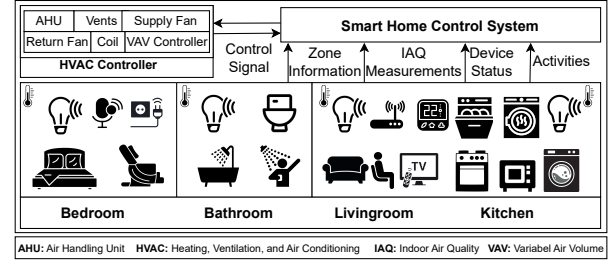 AHU Vents Supply Fan
Return Fan Coil VAV Controller
HVAC Controller
Smart Home Control System
Control
Signal
Zone
Information
IAQ
Measurements
Device
Status
Activities
22°
TV
Bedroom Bathroom Livingroom Kitchen
AHU: Air Handling Unit HVAC: Heating, Ventilation, and Air Conditioning IAQ: Indoor Air Quality VAV: Variabel Air Volume